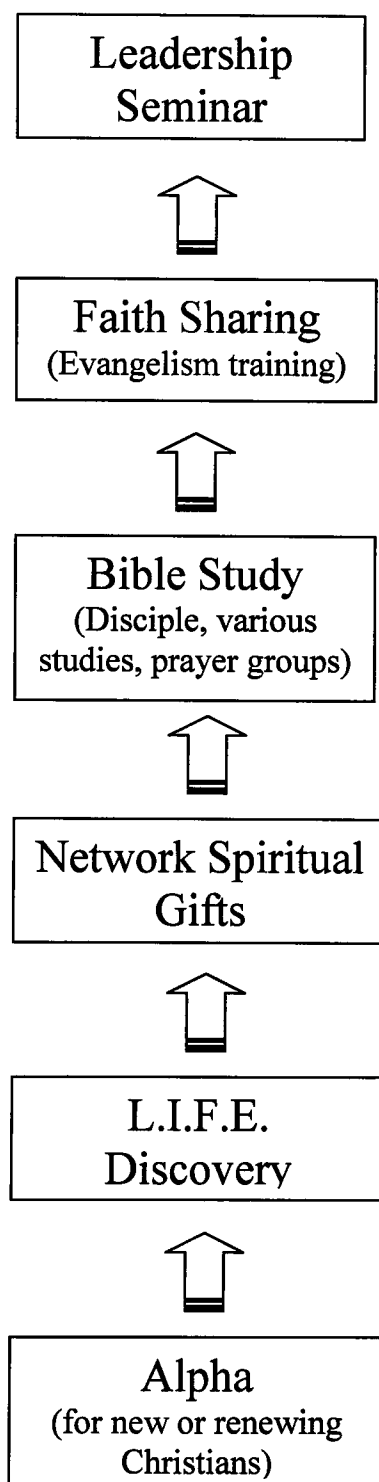 Leadership
Seminar
Faith Sharing
(Evangelism training)
Bible Study
(Disciple, various
studies, prayer groups)
Network Spiritual
Gifts
L.I.F.E.
Discovery
Alpha
(for new or renewing
Christians)